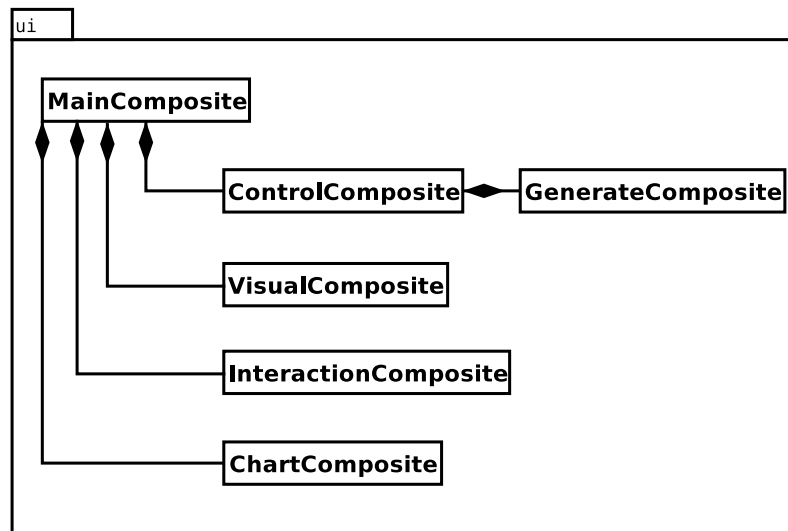 ui
MainComposite
ControlComposite
GenerateComposite
VisualComposite
InteractionComposite
ChartComposite